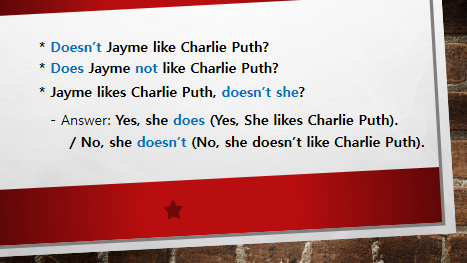 * Doesn't Jayme like Charlie Puth?
* Does Jayme not like Charlie Puth?
* Jayme likes Charlie Puth, doesn't she?
- Answer: Yes, she does (Yes, She likes Charlie Puth).
/ No, she doesn't (No, she doesn't like Charlie Puth).